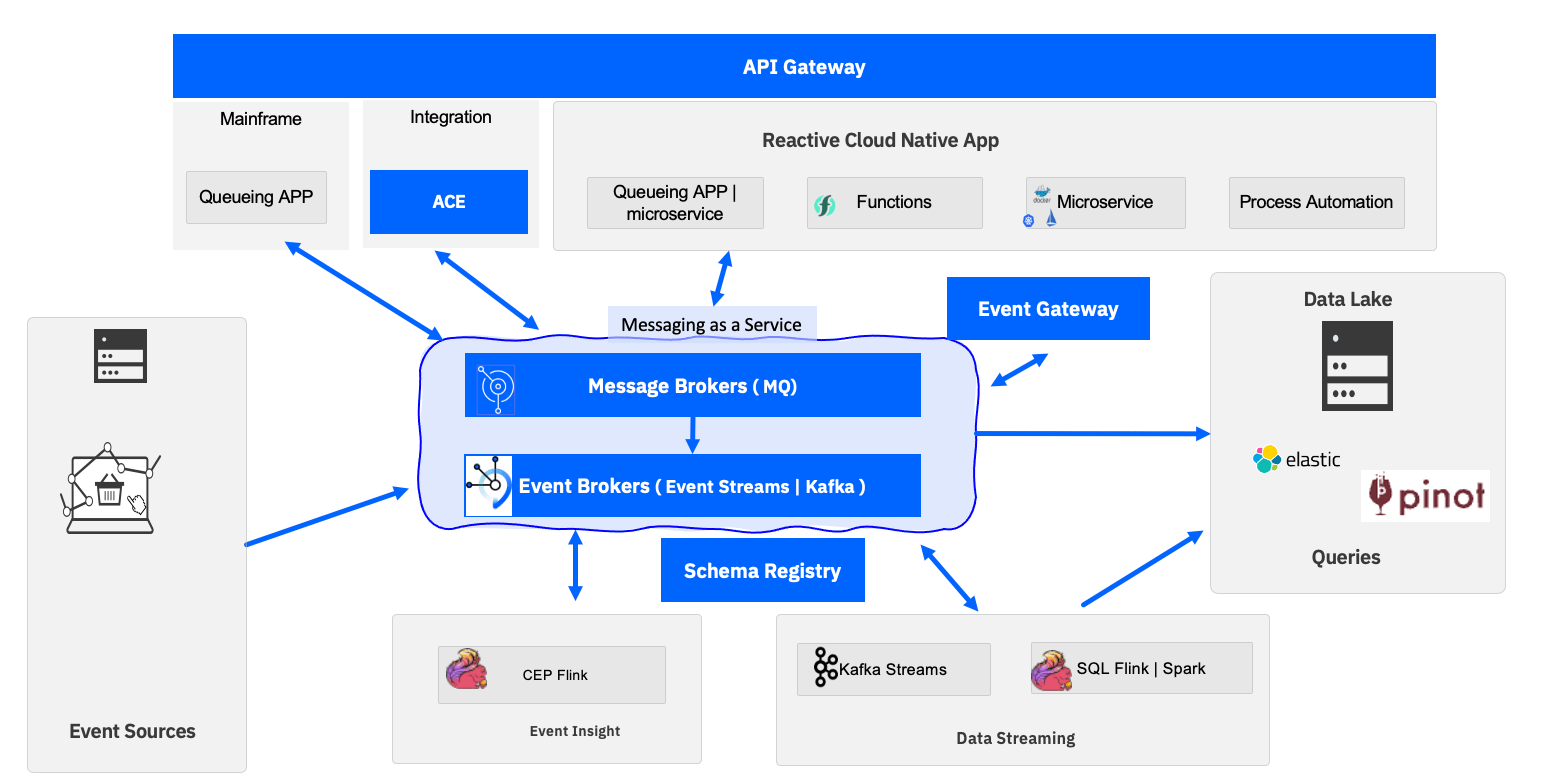 API Gateway
Mainframe
Integration
Reactive Cloud Native App
Queueing APP
ACE
Queueing APP |
microservice
Functions
docker
Microservice
Process Automation
Event Gateway
Data Lake
Messaging as a Service
Message Brokers ( MQ)
Event Brokers ( Event Streams | Kafka )
elastic
pinot
Queries
Schema Registry
Event Sources
CEP Flink
Event Insight
Kafka Streams
SQL Flink | Spark
Data Streaming